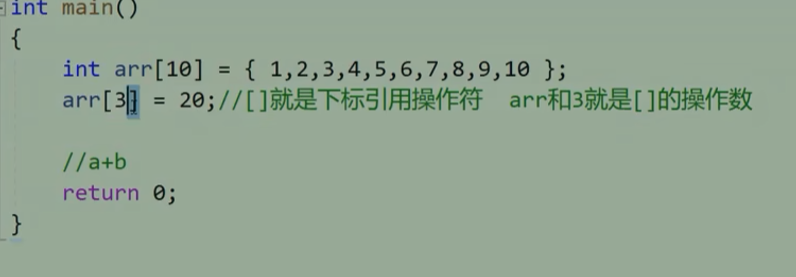 int main()
{
int arr[10] = { 1,2,3,4,5,6,7,8,9,10 };
arr[3] = 20;//[]就是下标引用操作符  arr和3就是[]的操作数
//a+b
return 0;
}